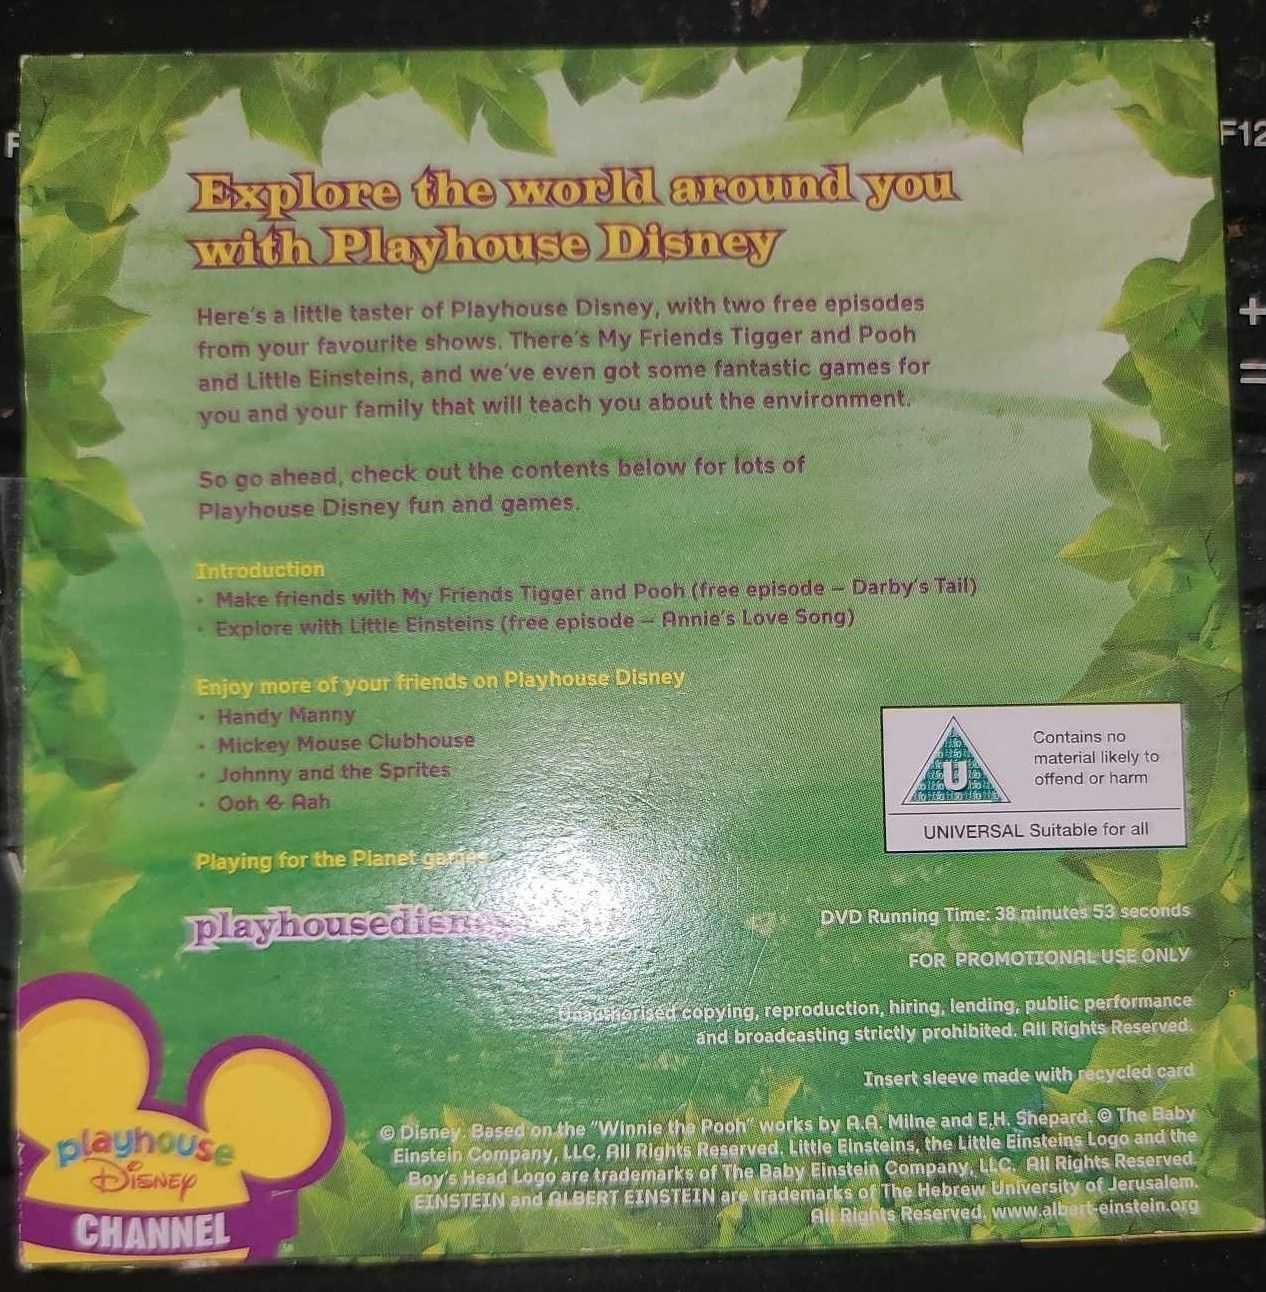 Explore the world around you
with Playhouse Disney
Here's a little taster of Playhouse Disney, with two free episodes
from your favourite shows. There's My Friends Tigger and Pooh
and Little Einsteins, and we've even got some fantastic games for
you and your family that will teach you about the environment.
So go ahead, check out the contents below for lots of
Playhouse Disney fun and games.
Introduction
• Make friends with My Friends Tigger and Pooh (free episode – Darby's Tail)
• Explore with Little Einsteins (free episode – Annie's Love Song)
Enjoy more of your friends on Playhouse Disney
• Handy Manny
• Mickey Mouse Clubhouse
• Johnny and the Sprites
• Ooh & Aah
Playing for the Planet games
playhousedisney
U
Contains no
material likely to
offend or harm
UNIVERSAL Suitable for all
DVD Running Time: 38 minutes 53 seconds
FOR PROMOTIONAL USE ONLY
Unauthorised copying, reproduction, hiring, lending, public performance
and broadcasting strictly prohibited. All Rights Reserved.
Insert sleeve made with recycled card
© Disney. Based on the "Winnie the Pooh" works by A.A. Milne and E.H. Shepard. © The Baby
Einstein Company, LLC. All Rights Reserved. Little Einsteins, the Little Einsteins Logo and the
Boy's Head Logo are trademarks of The Baby Einstein Company, LLC. All Rights Reserved.
EINSTEIN and ALBERT EINSTEIN are trademarks of The Hebrew University of Jerusalem.
All Rights Reserved. www.albert-einstein.org
playhouse
Disney
CHANNEL
F12
+
=